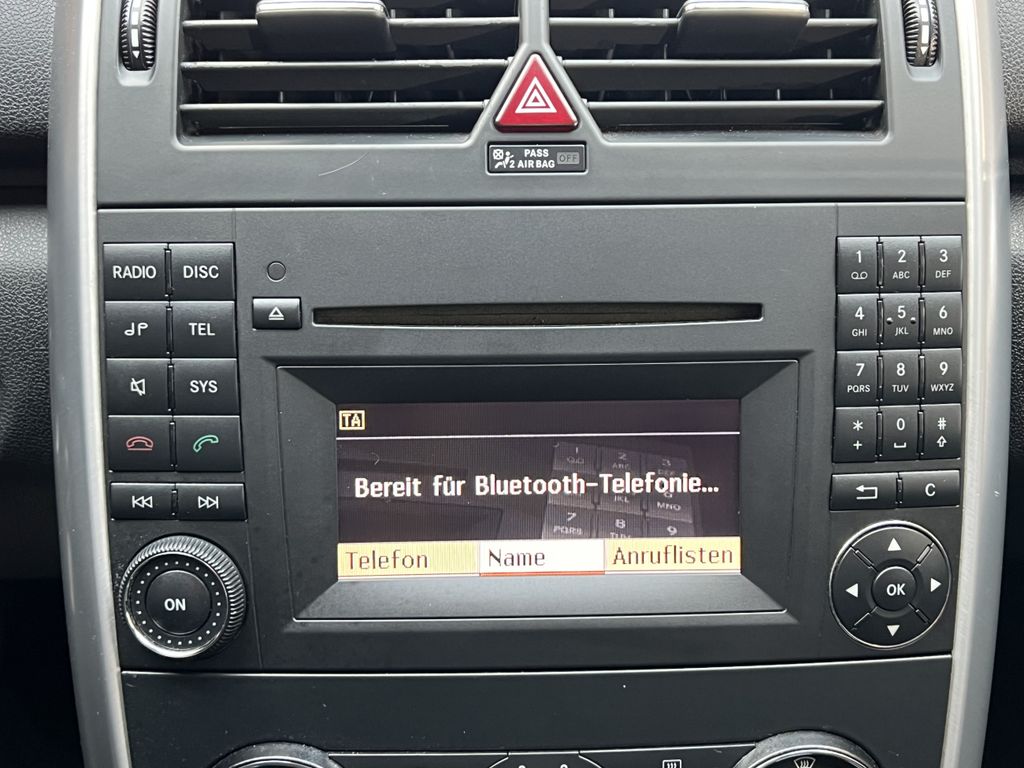 PASS
2 AIR BAG OFF
RADIO
DISC
TEL
SYS
ON
TA
Bereit für Bluetooth-Telefonie...
Telefon
Name
Anruflisten
1
2 ABC
3 DEF
4 GHI
5 JKL
6 MNO
7 PQRS
8 TUV
9 WXYZ
* +
0
#
C
OK